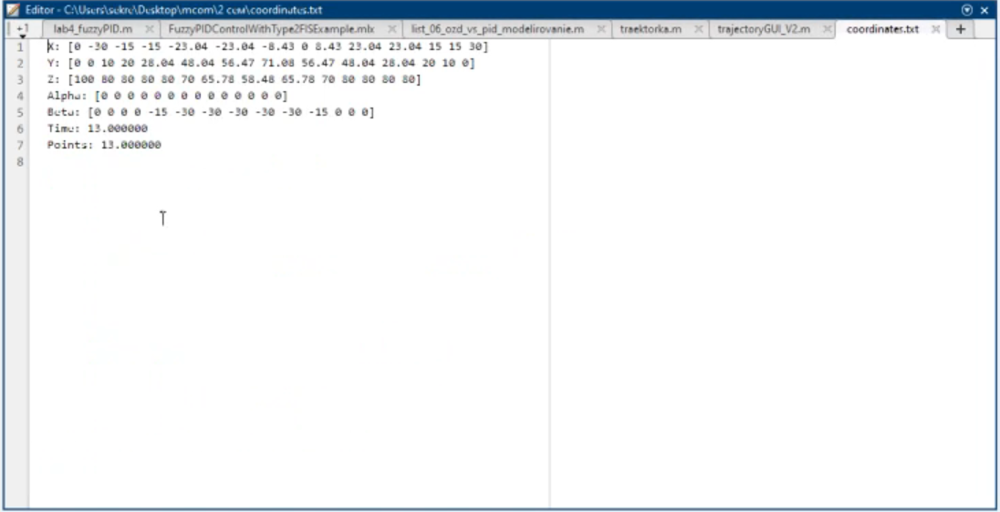 Editor - C:\Users\sekre\Desktop\mcom\2 сем\coordinates.txt
+1 lab4_fuzzyPID.m FuzzyPIDControlWithType2FISExample.mlx list_06_ozd_vs_pid_modelirovanie.m traektorka.m trajectoryGUI_V2.m coordinates.txt +
1 X: [0 -30 -15 -15 -23.04 -23.04 -8.43 0 8.43 23.04 23.04 15 15 30]
2 Y: [0 0 10 20 28.04 48.04 56.47 71.08 56.47 48.04 28.04 20 10 0]
3 Z: [100 80 80 80 80 70 65.78 58.48 65.78 70 80 80 80 80]
4 Alpha: [0 0 0 0 0 0 0 0 0 0 0 0 0 0]
5 Beta: [0 0 0 0 -15 -30 -30 -30 -30 -30 -15 0 0 0]
6 Time: 13.000000
7 Points: 13.000000
8